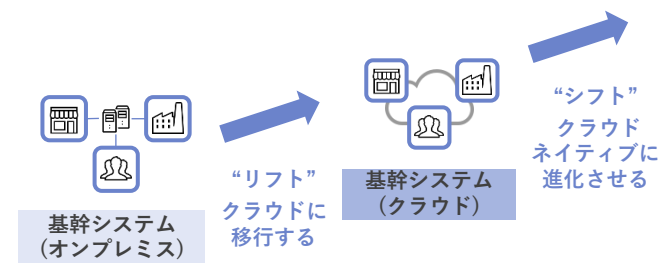 基幹システム
(オンプレミス)
“リフト”
クラウドに
移行する
基幹システム
(クラウド)
“シフト”
クラウド
ネイティブに
進化させる